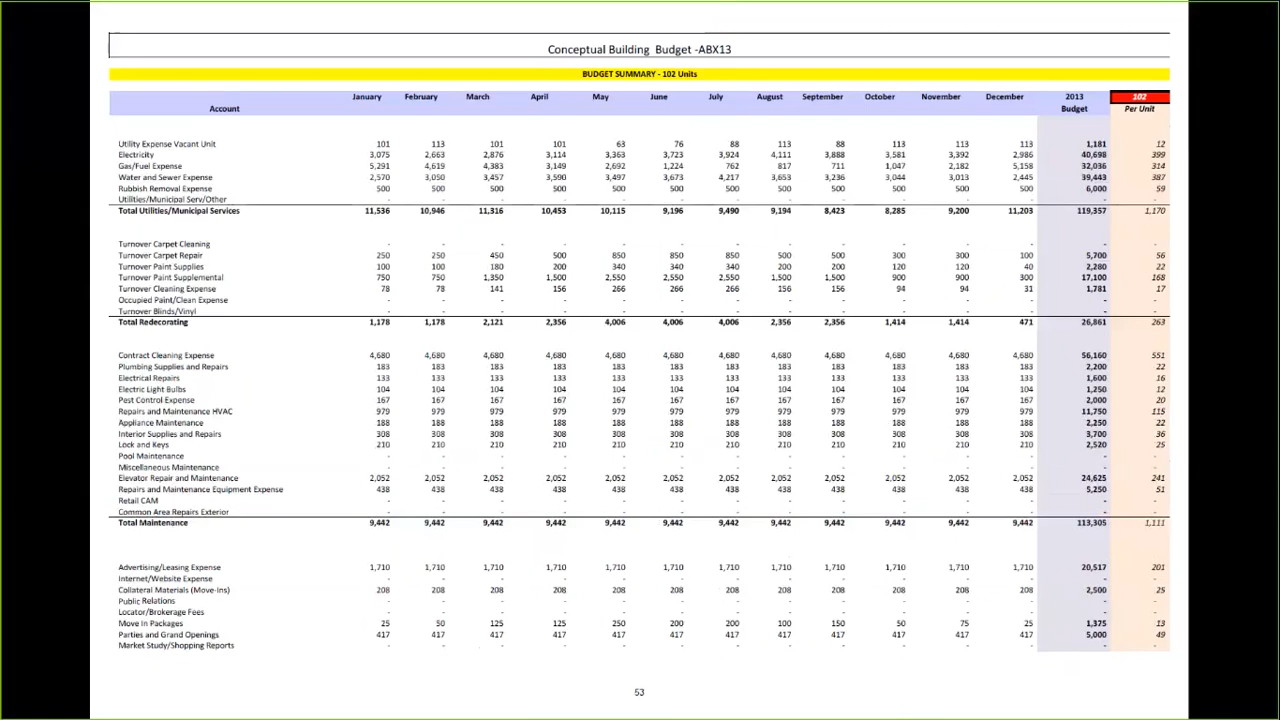 Conceptual Building Budget -ABX13
BUDGET SUMMARY - 102 Units
January February March April May June July August September October November December 2013 102
Account Budget Per Unit
Utility Expense Vacant Unit 101 113 101 101 63 76 88 113 88 113 113 113 1,181 12
Electricity 3,075 2,663 2,876 3,114 3,363 3,723 3,924 4,111 3,888 3,581 3,392 2,986 40,698 399
Gas/Fuel Expense 5,291 4,619 4,383 3,149 2,692 1,224 762 817 711 1,047 2,182 5,158 32,036 314
Water and Sewer Expense 2,570 3,050 3,457 3,590 3,497 3,673 4,217 3,653 3,236 3,044 3,013 2,445 39,443 387
Rubbish Removal Expense 500 500 500 500 500 500 500 500 500 500 500 500 6,000 59
Utilities/Municipal Serv/Other - - - - - - - - - - - - - -
Total Utilities/Municipal Services 11,536 10,946 11,316 10,453 10,115 9,196 9,490 9,194 8,423 8,285 9,200 11,203 119,357 1,170
Turnover Carpet Cleaning - - - - - - - - - - - - - -
Turnover Carpet Repair 250 250 450 500 850 850 850 500 500 300 300 100 5,700 56
Turnover Paint Supplies 100 100 180 200 340 340 340 200 200 120 120 40 2,280 22
Turnover Paint Supplemental 750 750 1,350 1,500 2,550 2,550 2,550 1,500 1,500 900 900 300 17,100 168
Turnover Cleaning Expense 78 78 141 156 266 266 266 156 156 94 94 31 1,781 17
Occupied Paint/Clean Expense - - - - - - - - - - - - - -
Turnover Blinds/Vinyl - - - - - - - - - - - - - -
Total Redecorating 1,178 1,178 2,121 2,356 4,006 4,006 4,006 2,356 2,356 1,414 1,414 471 26,861 263
Contract Cleaning Expense 4,680 4,680 4,680 4,680 4,680 4,680 4,680 4,680 4,680 4,680 4,680 4,680 56,160 551
Plumbing Supplies and Repairs 183 183 183 183 183 183 183 183 183 183 183 183 2,200 22
Electrical Repairs 133 133 133 133 133 133 133 133 133 133 133 133 1,600 16
Electric Light Bulbs 104 104 104 104 104 104 104 104 104 104 104 104 1,250 12
Pest Control Expense 167 167 167 167 167 167 167 167 167 167 167 167 2,000 20
Repairs and Maintenance HVAC 979 979 979 979 979 979 979 979 979 979 979 979 11,750 115
Appliance Maintenance 188 188 188 188 188 188 188 188 188 188 188 188 2,250 22
Interior Supplies and Repairs 308 308 308 308 308 308 308 308 308 308 308 308 3,700 36
Lock and Keys 210 210 210 210 210 210 210 210 210 210 210 210 2,520 25
Pool Maintenance - - - - - - - - - - - - - -
Miscellaneous Maintenance - - - - - - - - - - - - - -
Elevator Repair and Maintenance 2,052 2,052 2,052 2,052 2,052 2,052 2,052 2,052 2,052 2,052 2,052 2,052 24,625 241
Repairs and Maintenance Equipment Expense 438 438 438 438 438 438 438 438 438 438 438 438 5,250 51
Retail CAM - - - - - - - - - - - - - -
Common Area Repairs Exterior - - - - - - - - - - - - - -
Total Maintenance 9,442 9,442 9,442 9,442 9,442 9,442 9,442 9,442 9,442 9,442 9,442 9,442 113,305 1,111
Advertising/Leasing Expense 1,710 1,710 1,710 1,710 1,710 1,710 1,710 1,710 1,710 1,710 1,710 1,710 20,517 201
Internet/Website Expense - - - - - - - - - - - - - -
Collateral Materials (Move-Ins) 208 208 208 208 208 208 208 208 208 208 208 208 2,500 25
Public Relations - - - - - - - - - - - - - -
Locator/Brokerage Fees - - - - - - - - - - - - - -
Move In Packages 25 50 125 125 250 200 200 100 150 50 75 25 1,375 13
Parties and Grand Openings 417 417 417 417 417 417 417 417 417 417 417 417 5,000 49
Market Study/Shopping Reports - - - - - - - - - - - - - -
53